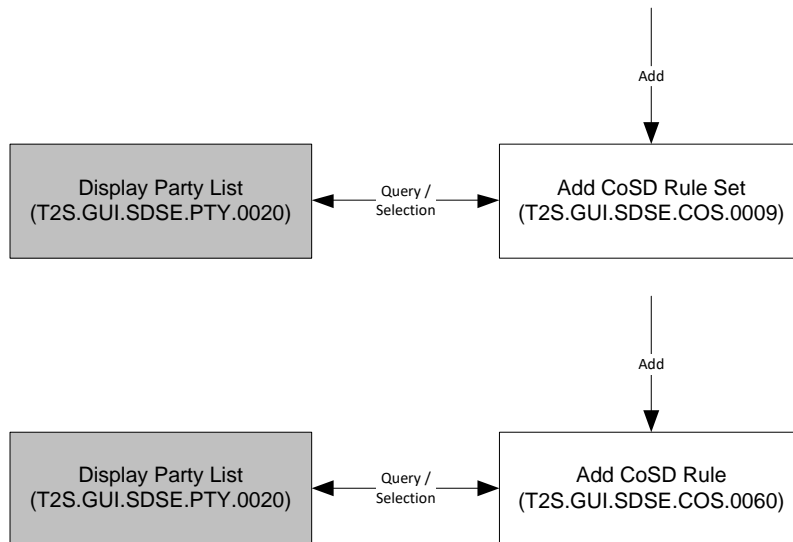 Add
Display Party List
(T2S.GUI.SDSE.PTY.0020)
Query /
Selection
Add CoSD Rule Set
(T2S.GUI.SDSE.COS.0009)
Add
Display Party List
(T2S.GUI.SDSE.PTY.0020)
Query /
Selection
Add CoSD Rule
(T2S.GUI.SDSE.COS.0060)